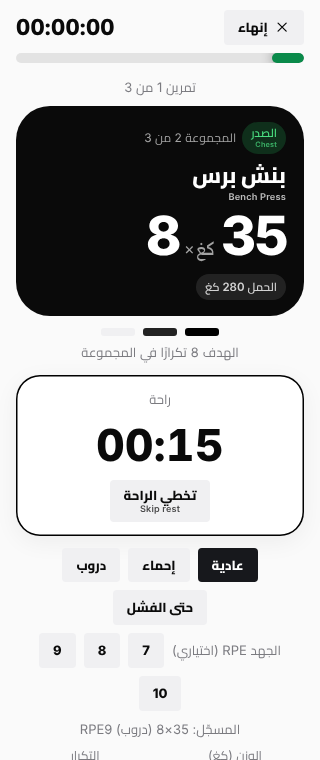 إنهاء ×
00:00:00
تمرين 1 من 3
الصدر
Chest
المجموعة 2 من 3
بنش برس
Bench Press
35 كغ × 8
الحمل 280 كغ
الهدف 8 تكرارًا في المجموعة
راحة
00:15
تخطي الراحة
Skip rest
عادية إحماء دروب
حتى الفشل
الجهد RPE (اختياري) 7 8 9
10
المسجّل: 35×8 (دروب) RPE9
الوزن (كغ) التكرار